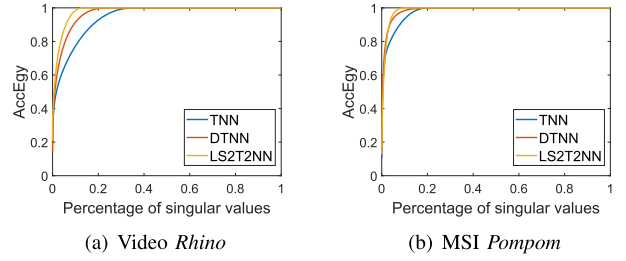 1
0.8
0.6
0.4
0.2
0
AccEgy
TNN
DTNN
LS2T2NN
0 0.2 0.4 0.6 0.8 1
Percentage of singular values
(a) Video Rhino
1
0.8
0.6
0.4
0.2
0
AccEgy
TNN
DTNN
LS2T2NN
0 0.2 0.4 0.6 0.8 1
Percentage of singular values
(b) MSI Pompom